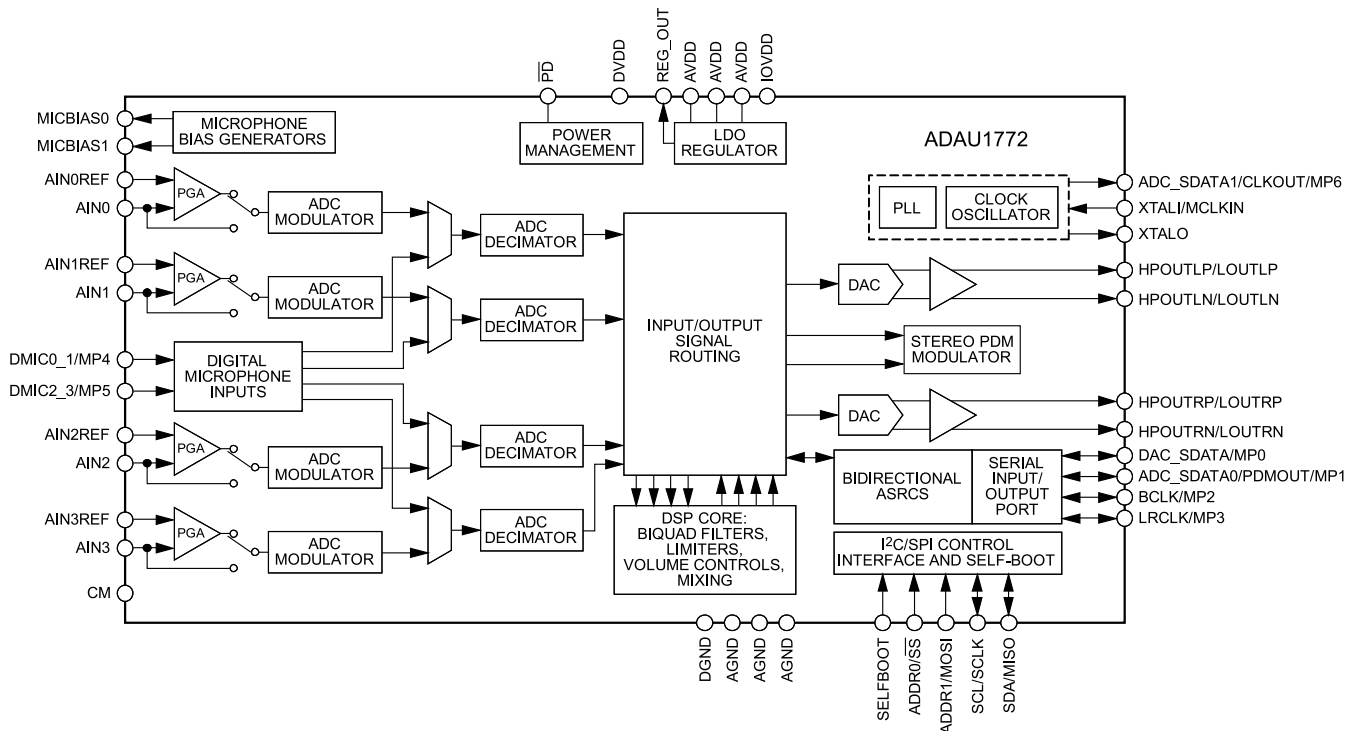 PD
DVDD
REG_OUT
AVDD
AVDD
AVDD
IOVDD
MICBIAS0
MICBIAS1
MICROPHONE
BIAS GENERATORS
POWER
MANAGEMENT
LDO
REGULATOR
ADAU1772
AIN0REF
AIN0
PGA
ADC
MODULATOR
ADC
DECIMATOR
AIN1REF
AIN1
PGA
ADC
MODULATOR
ADC
DECIMATOR
DMIC0_1/MP4
DMIC2_3/MP5
DIGITAL
MICROPHONE
INPUTS
AIN2REF
AIN2
PGA
ADC
MODULATOR
ADC
DECIMATOR
AIN3REF
AIN3
PGA
ADC
MODULATOR
ADC
DECIMATOR
CM
INPUT/OUTPUT
SIGNAL
ROUTING
DSP CORE:
BIQUAD FILTERS,
LIMITERS,
VOLUME CONTROLS,
MIXING
PLL
CLOCK
OSCILLATOR
ADC_SDATA1/CLKOUT/MP6
XTALI/MCLKIN
XTALO
DAC
HPOUTLP/LOUTLP
HPOUTLN/LOUTLN
STEREO PDM
MODULATOR
DAC
HPOUTRP/LOUTRP
HPOUTRN/LOUTRN
BIDIRECTIONAL
ASRCS
SERIAL
INPUT/
OUTPUT
PORT
DAC_SDATA/MP0
ADC_SDATA0/PDMOUT/MP1
BCLK/MP2
LRCLK/MP3
I²C/SPI CONTROL
INTERFACE AND SELF-BOOT
DGND
AGND
AGND
AGND
SELFBOOT
ADDR0/SS
ADDR1/MOSI
SCL/SCLK
SDA/MISO